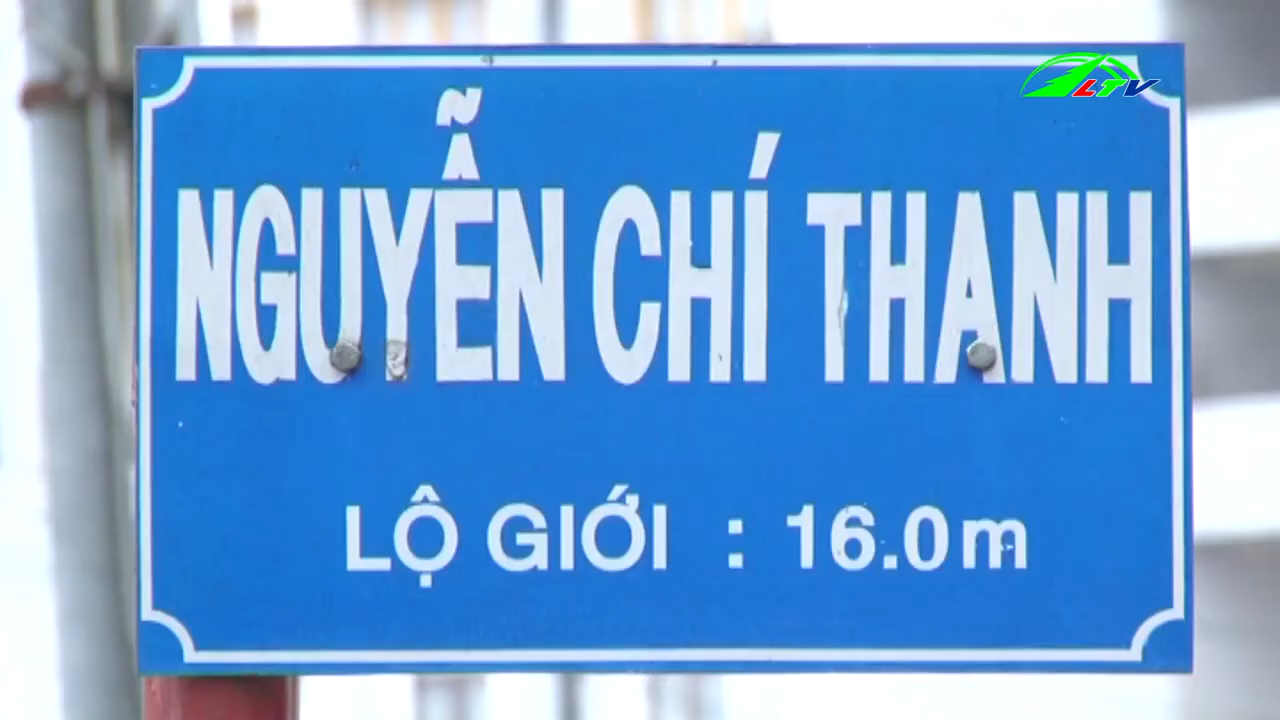 LTV
NGUYỄN CHÍ THANH
LỘ GIỚI : 16.0m